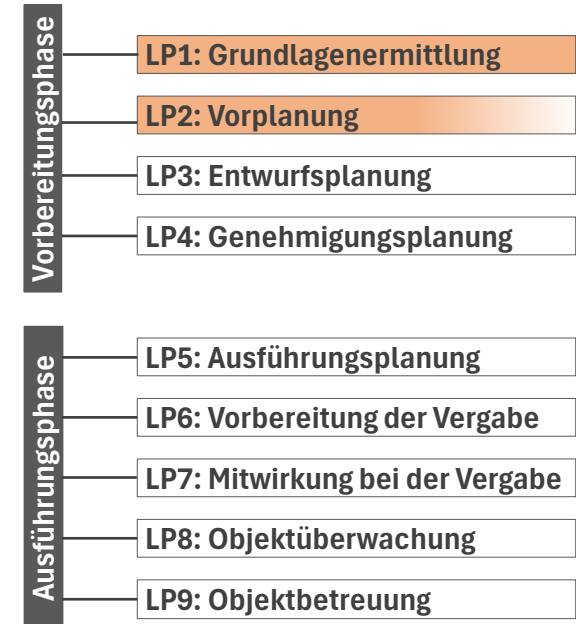 Vorbereitungsphase
LP1: Grundlagenermittlung
LP2: Vorplanung
LP3: Entwurfsplanung
LP4: Genehmigungsplanung
Ausführungsphase
LP5: Ausführungsplanung
LP6: Vorbereitung der Vergabe
LP7: Mitwirkung bei der Vergabe
LP8: Objektüberwachung
LP9: Objektbetreuung